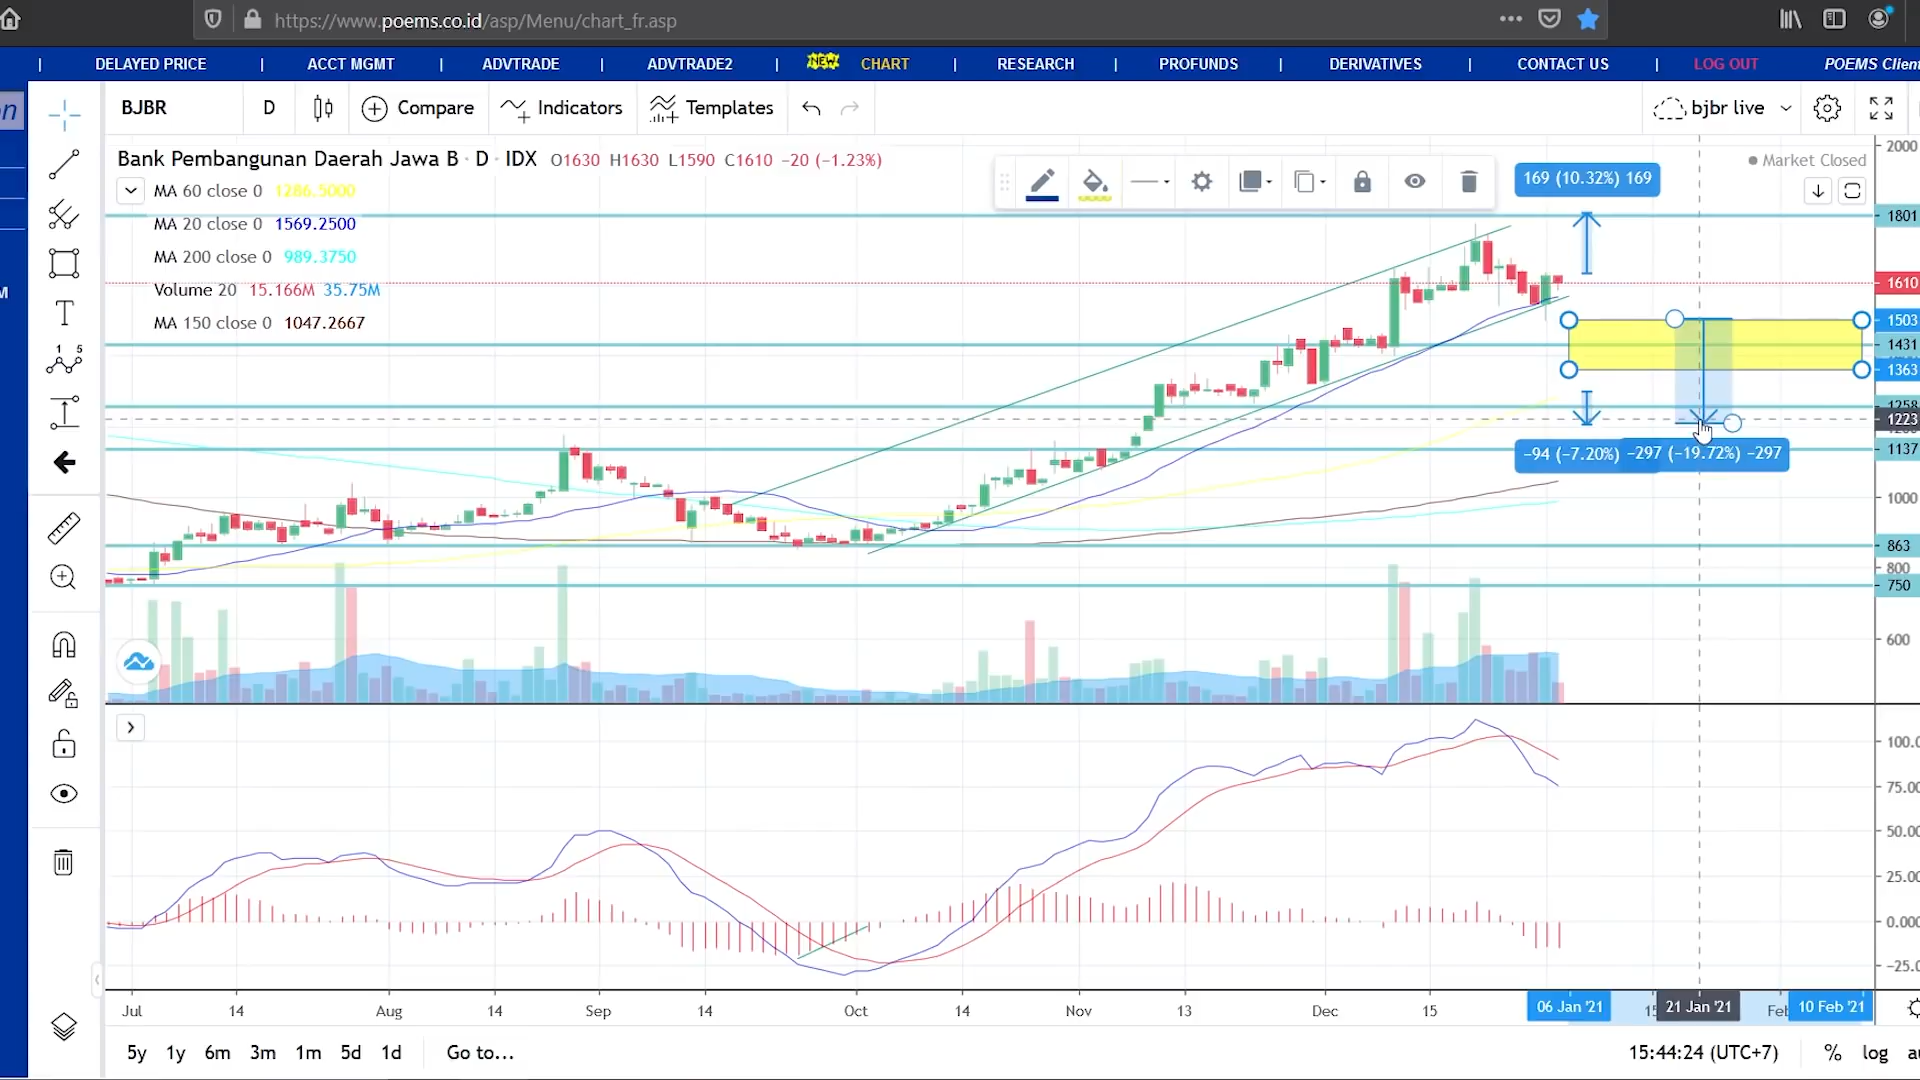 https://www.poems.co.id/asp/Menu/chart_fr.asp
| DELAYED PRICE | ACCT MGMT | ADVTRADE | ADVTRADE2 | NEW CHART | RESEARCH | PROFUNDS | DERIVATIVES | CONTACT US | LOG OUT POEMS Client
on
M
BJBR D Compare Indicators Templates bjbr live
Bank Pembangunan Daerah Jawa B · D · IDX O1630 H1630 L1590 C1610 −20 (−1.23%)
Market Closed
MA 60 close 0 1286.5000
MA 20 close 0 1569.2500
MA 200 close 0 989.3750
Volume 20 15.166M 35.75M
MA 150 close 0 1047.2667
169 (10.32%) 169
−94 (−7.20%)
−297 (−19.72%) −297
2000
1801
1610
1503
1431
1363
1258
1223
1137
1000
863
800
750
600
100.0
75.00
50.00
25.00
0.000
−25.0
Jul 14 Aug 14 Sep 14 Oct 14 Nov 13 Dec 15 06 Jan '21 15 21 Jan '21 Feb 10 Feb '21
5y 1y 6m 3m 1m 5d 1d Go to... 15:44:24 (UTC+7) % log au